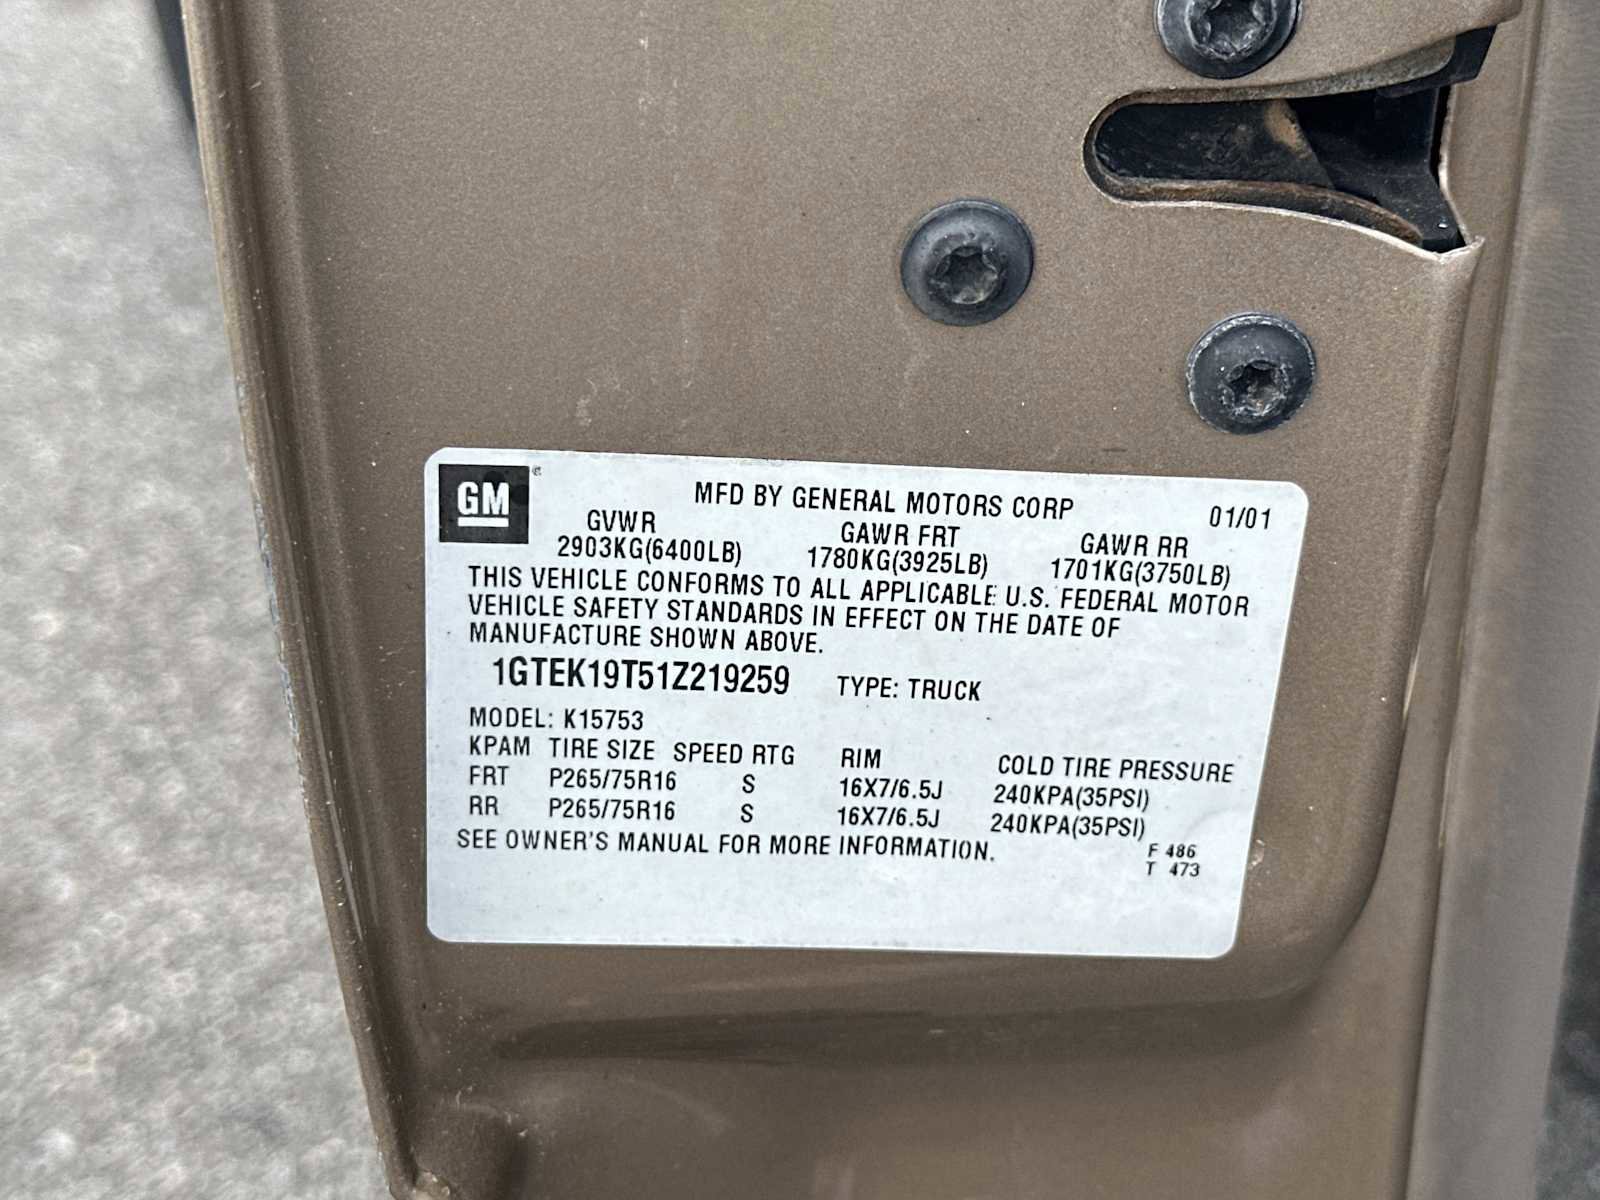 GM
MFD BY GENERAL MOTORS CORP 01/01
GVWR GAWR FRT GAWR RR
2903KG(6400LB) 1780KG(3925LB) 1701KG(3750LB)
THIS VEHICLE CONFORMS TO ALL APPLICABLE U.S. FEDERAL MOTOR
VEHICLE SAFETY STANDARDS IN EFFECT ON THE DATE OF
MANUFACTURE SHOWN ABOVE.
1GTEK19T51Z219259 TYPE: TRUCK
MODEL: K15753
KPAM TIRE SIZE SPEED RTG RIM COLD TIRE PRESSURE
FRT P265/75R16 S 16X7/6.5J 240KPA(35PSI)
RR P265/75R16 S 16X7/6.5J 240KPA(35PSI)
SEE OWNER'S MANUAL FOR MORE INFORMATION.
F 486
T 473